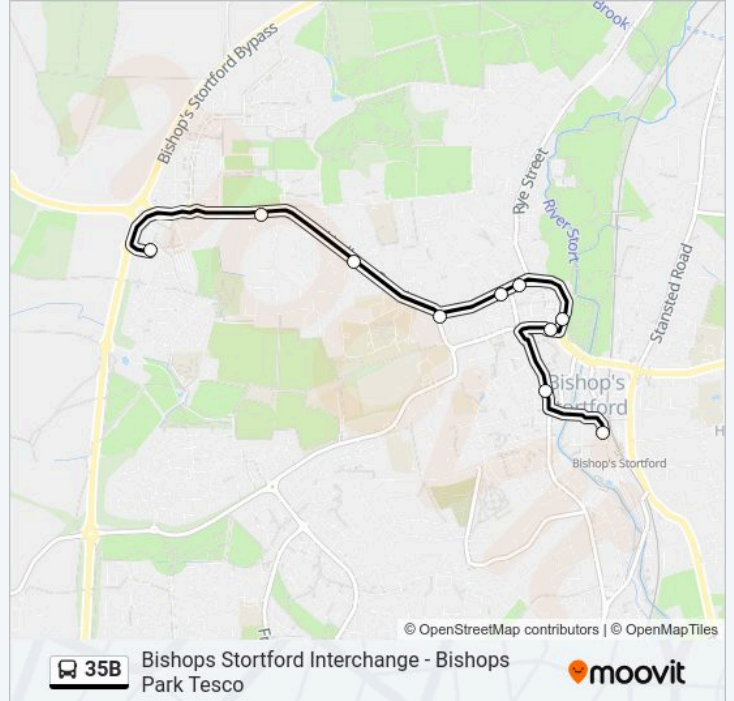 Brook
Bishop's Stortford Bypass
Rye Street
River Stort
Stansted Road
Bishop's
Stortford
H
Bishop's Stortford
© OpenStreetMap contributors | © OpenMapTiles
35B
Bishops Stortford Interchange - Bishops
Park Tesco
moovit